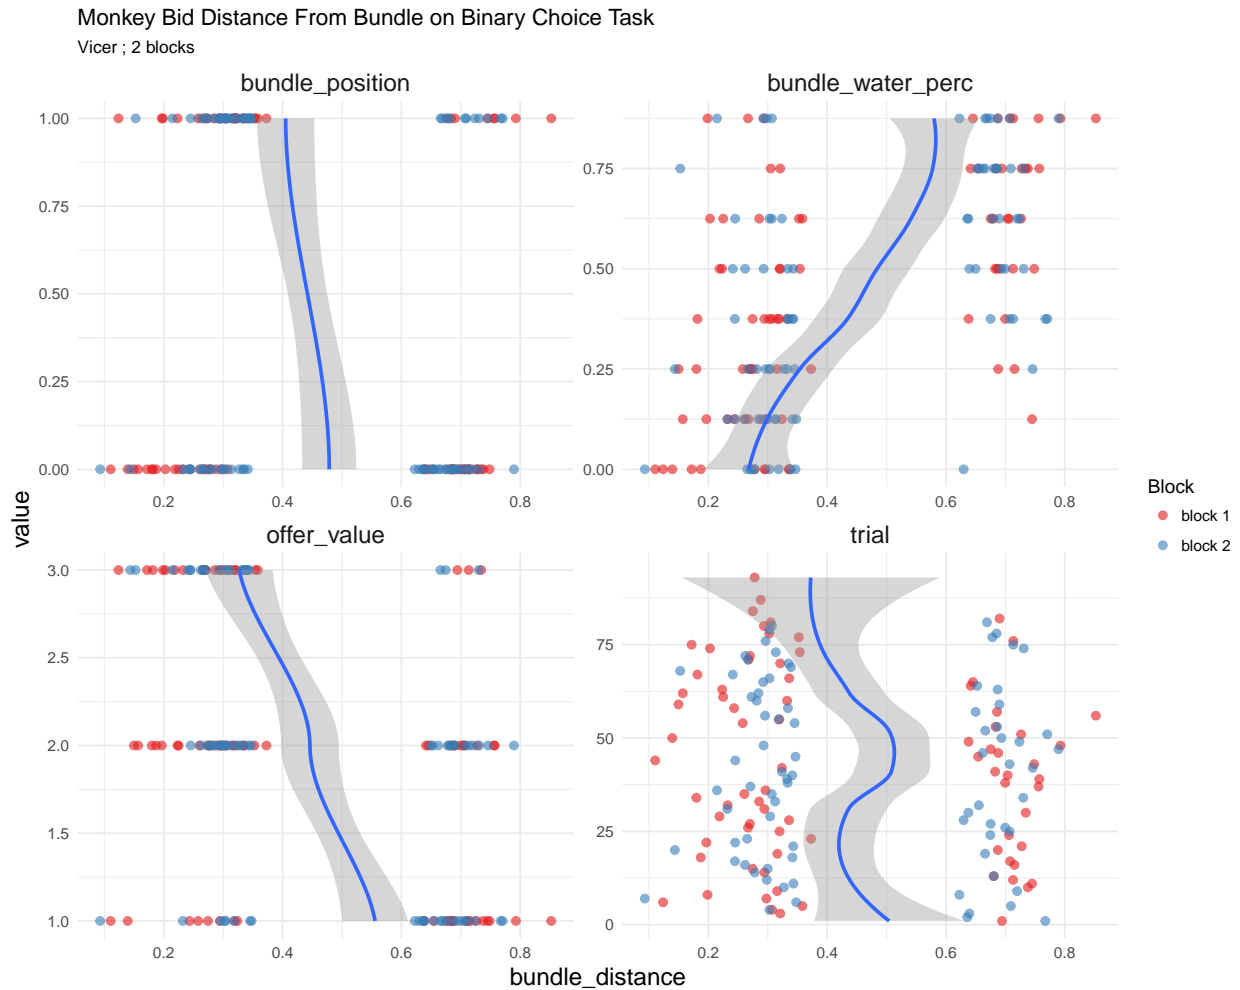 Monkey Bid Distance From Bundle on Binary Choice Task
Vicer ; 2 blocks
bundle_position
bundle_water_perc
1.00
0.75
0.50
0.25
0.00
0.2 0.4 0.6 0.8
0.75
0.50
0.25
0.00
0.2 0.4 0.6 0.8
offer_value
trial
3.0
2.5
2.0
1.5
1.0
0.2 0.4 0.6 0.8
75
50
25
0
0.2 0.4 0.6 0.8
value
bundle_distance
Block
block 1
block 2